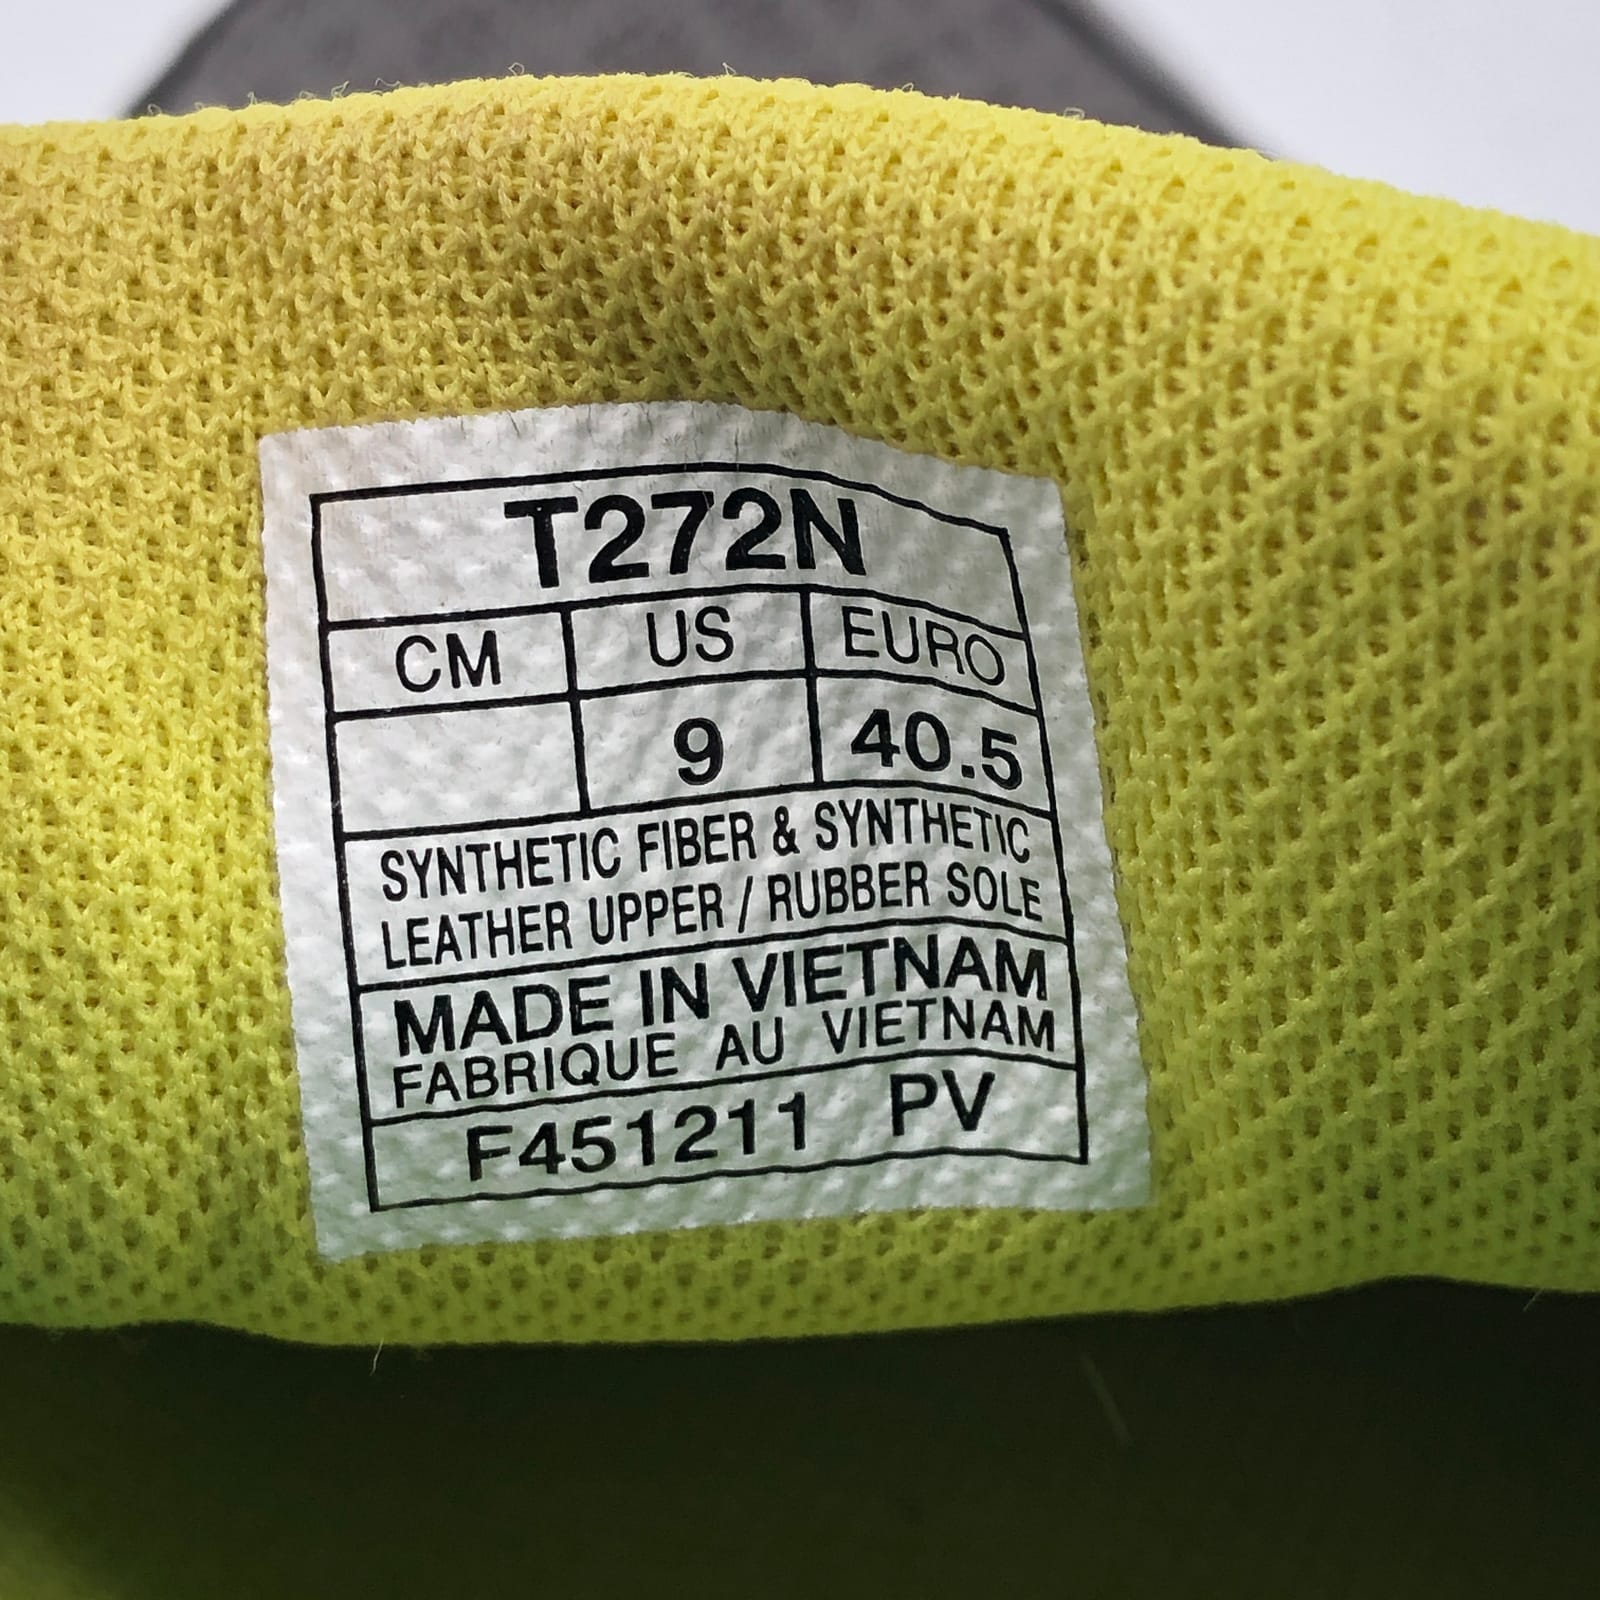 T272N
CM US EURO
9 40.5
SYNTHETIC FIBER & SYNTHETIC
LEATHER UPPER / RUBBER SOLE
MADE IN VIETNAM
FABRIQUE AU VIETNAM
F451211 PV